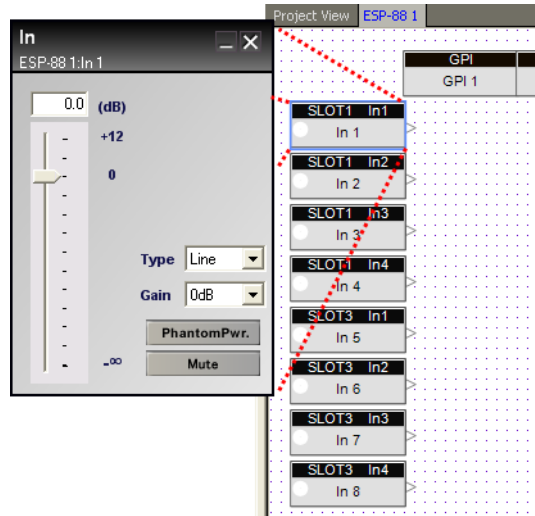 In
ESP-88 1:In 1
0.0 (dB)
+12
0
Type Line
Gain 0dB
PhantomPwr.
-∞ Mute
Project View ESP-88 1
GPI
GPI 1
SLOT1 In1
In 1
SLOT1 In2
In 2
SLOT1 In3
In 3
SLOT1 In4
In 4
SLOT3 In1
In 5
SLOT3 In2
In 6
SLOT3 In3
In 7
SLOT3 In4
In 8